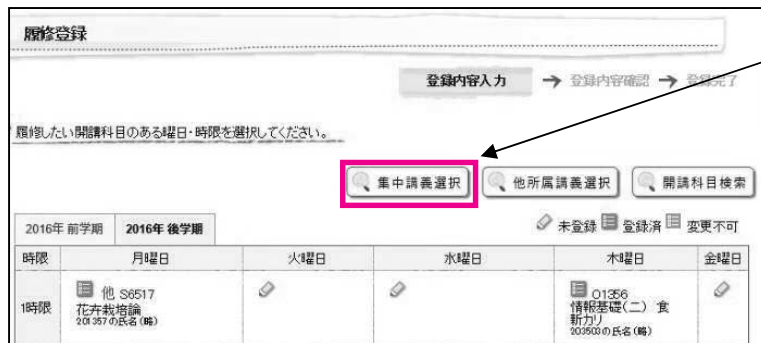 履修登録
登録内容入力 → 登録内容確認 → 登録完了
履修したい開講科目のある曜日・時限を選択してください。
集中講義選択 他所属講義選択 開講科目検索
2016年 前学期 2016年 後学期 未登録 登録済 変更不可
時限 月曜日 火曜日 水曜日 木曜日 金曜日
1時限 他 S6517 O1356
花卉栽培論 情報基礎(二) 食
201357の氏名(略) 新カリ
203503の氏名(略)